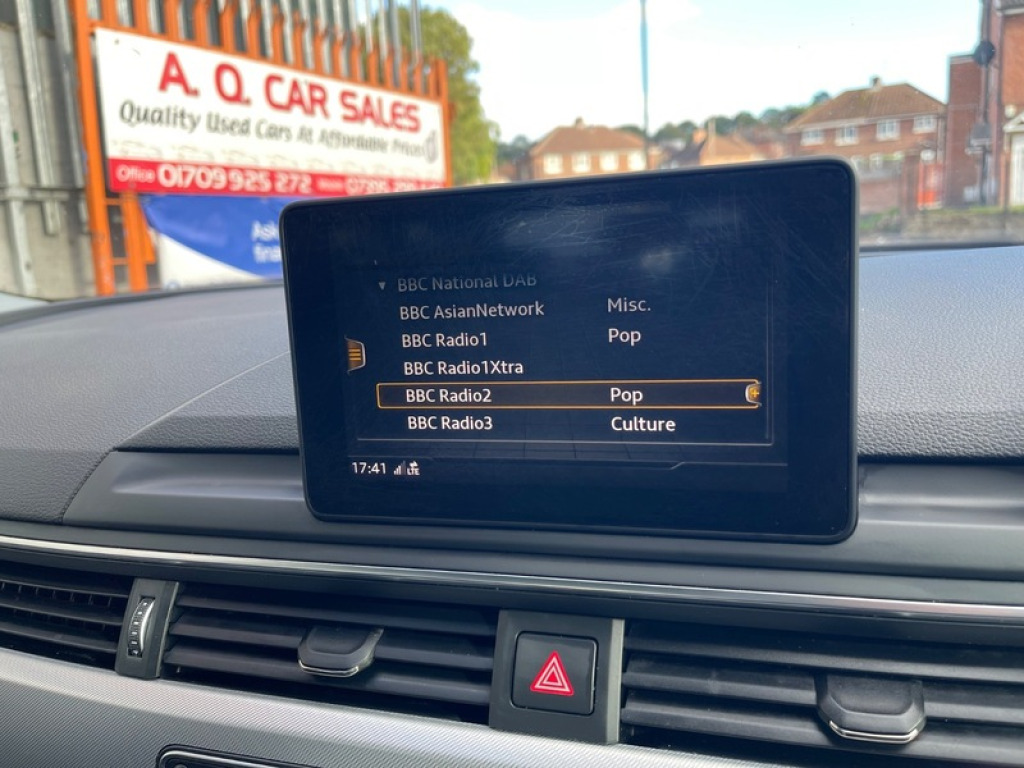 A. Q. CAR SALES
Quality Used Cars At Affordable Prices
Office 01709 925 272
Ask
BBC National DAB
BBC AsianNetwork Misc.
BBC Radio1 Pop
BBC Radio1Xtra
BBC Radio2 Pop
BBC Radio3 Culture
17:41 LTE